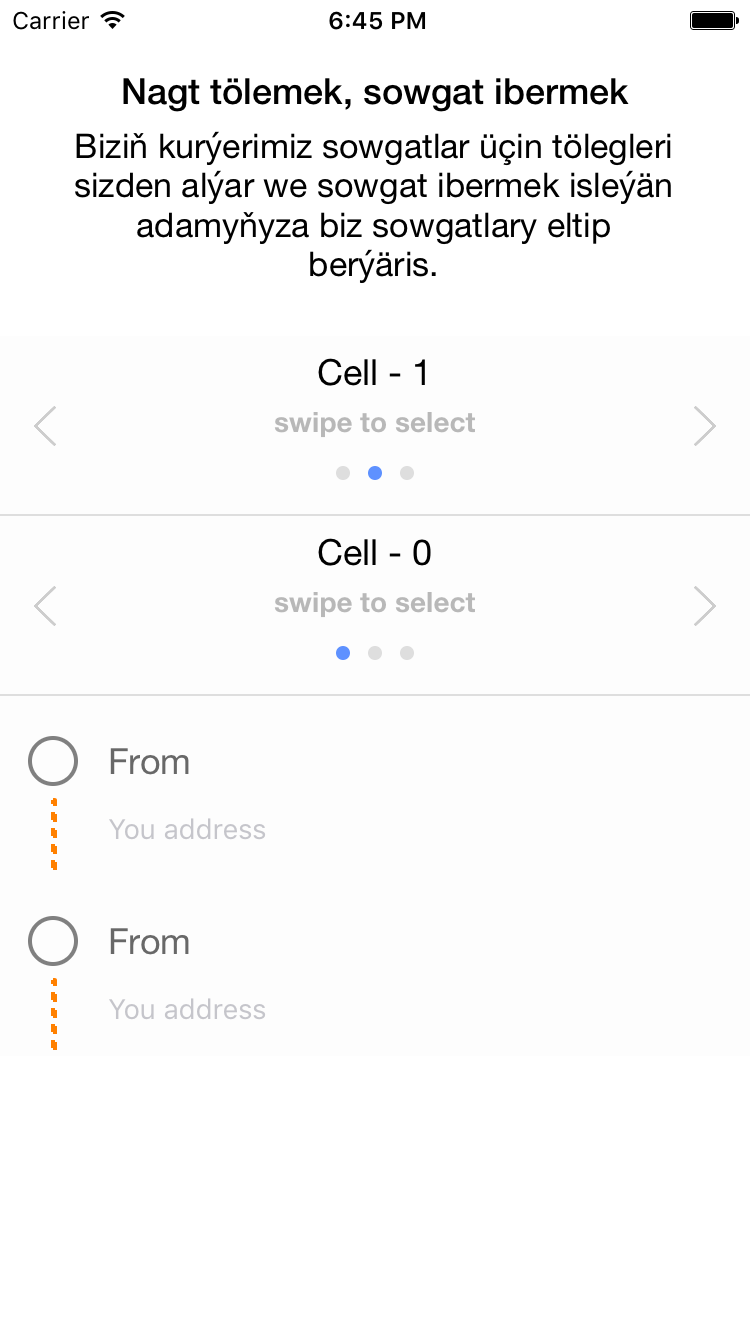 Carrier 6:45 PM
Nagt tölemek, sowgat ibermek
Biziň kurýerimiz sowgatlar üçin tölegleri
sizden alýar we sowgat ibermek isleýän
adamyňyza biz sowgatlary eltip
berýäris.
Cell - 1
swipe to select
Cell - 0
swipe to select
From
You address
From
You address